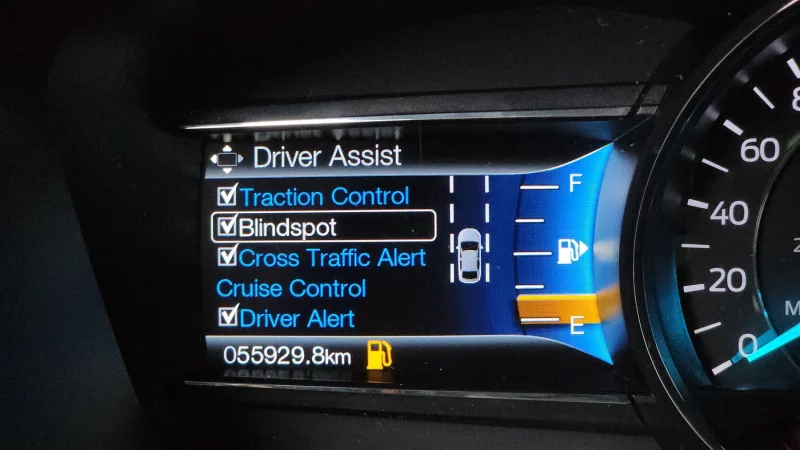 Driver Assist
Traction Control
Blindspot
Cross Traffic Alert
Cruise Control
Driver Alert
055929.8km
F
E
60
40
20
0